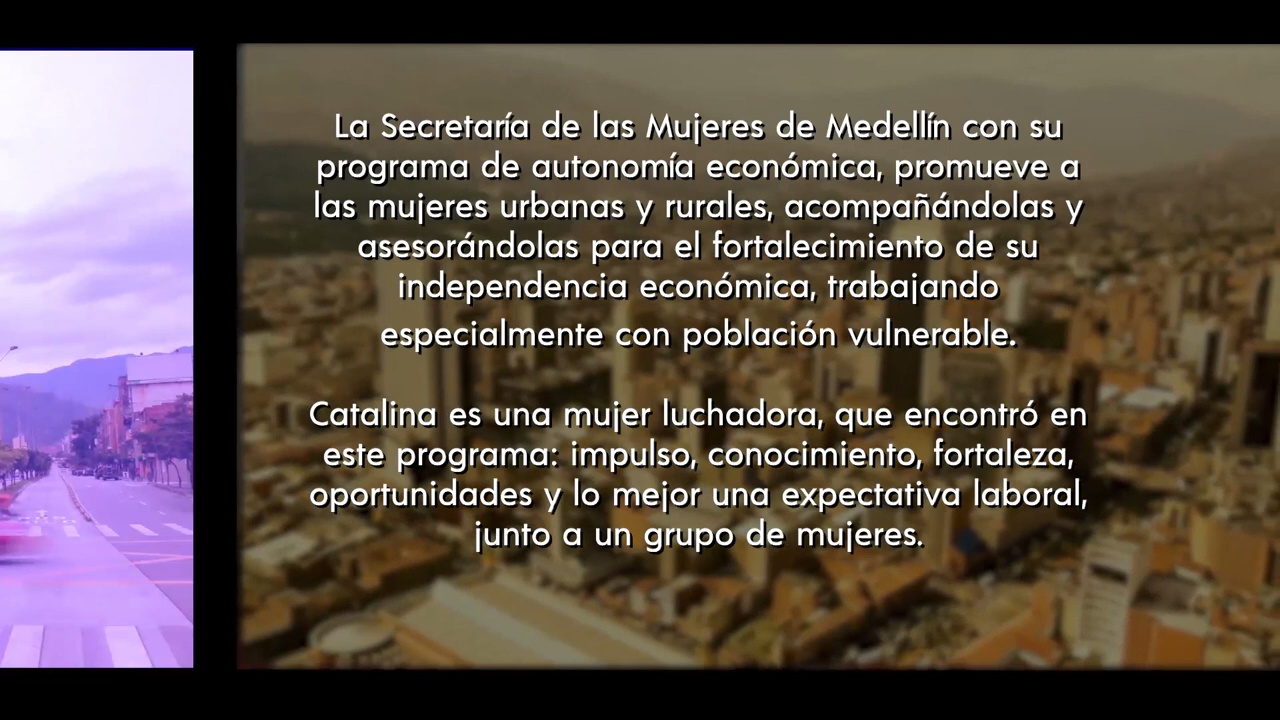 La Secretaría de las Mujeres de Medellín con su
programa de autonomía económica, promueve a
las mujeres urbanas y rurales, acompañándolas y
asesorándolas para el fortalecimiento de su
independencia económica, trabajando
especialmente con población vulnerable.
Catalina es una mujer luchadora, que encontró en
este programa: impulso, conocimiento, fortaleza,
oportunidades y lo mejor una expectativa laboral,
junto a un grupo de mujeres.